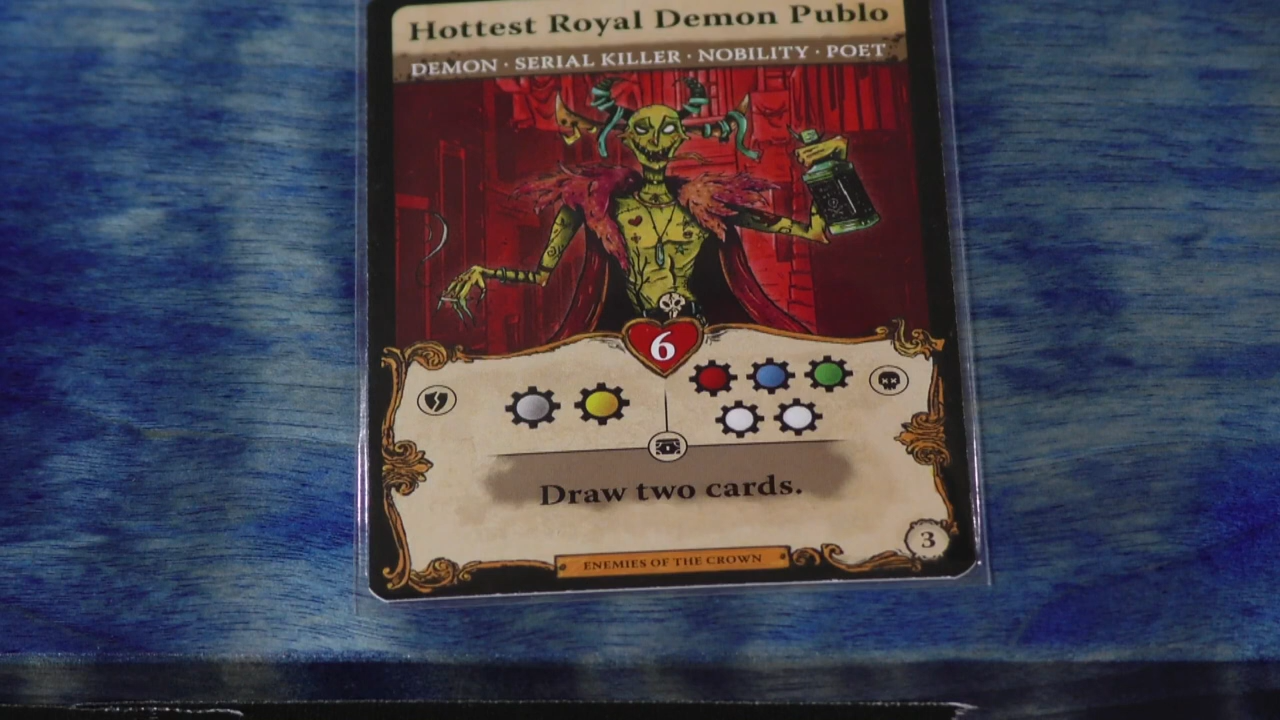 Hottest Royal Demon Publo
DEMON · SERIAL KILLER · NOBILITY · POET
6
Draw two cards.
3
ENEMIES OF THE CROWN